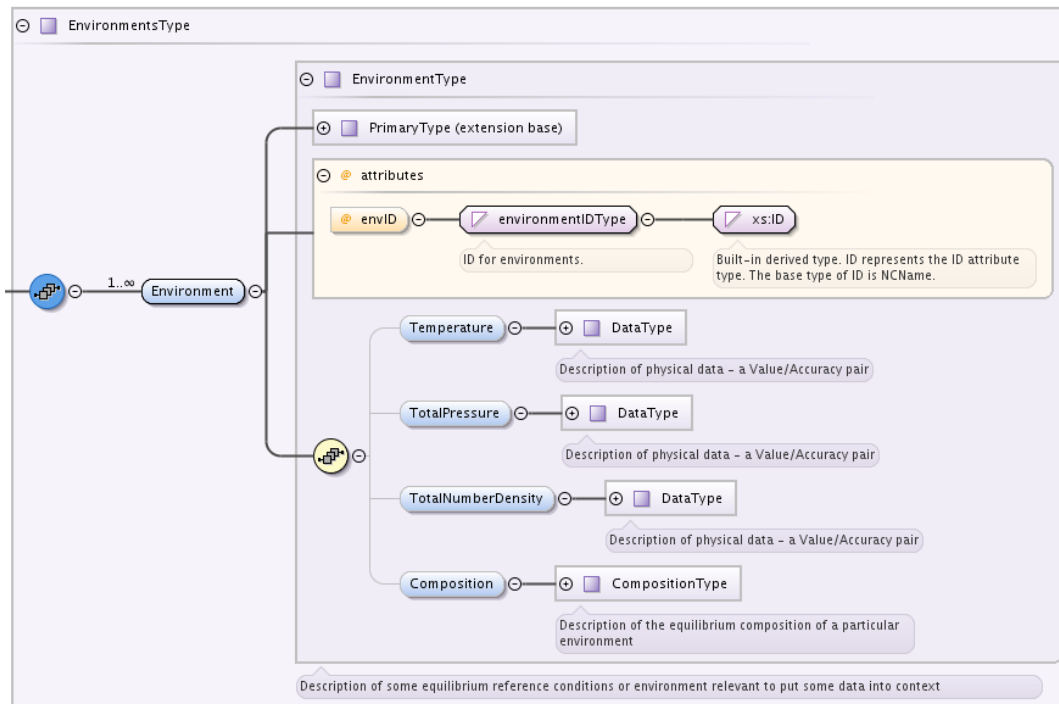 EnvironmentsType
EnvironmentType
PrimaryType (extension base)
@ attributes
@ envID
environmentIDType
xs:ID
ID for environments.
Built-in derived type. ID represents the ID attribute
type. The base type of ID is NCName.
1..∞
Environment
Temperature
DataType
Description of physical data - a Value/Accuracy pair
TotalPressure
DataType
Description of physical data - a Value/Accuracy pair
TotalNumberDensity
DataType
Description of physical data - a Value/Accuracy pair
Composition
CompositionType
Description of the equilibrium composition of a particular
environment
Description of some equilibrium reference conditions or environment relevant to put some data into context